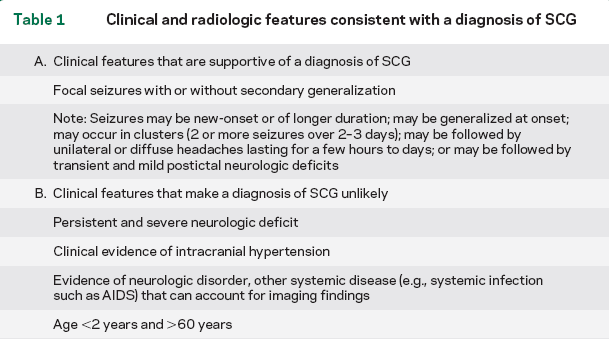 Table 1 Clinical and radiologic features consistent with a diagnosis of SCG
A. Clinical features that are supportive of a diagnosis of SCG
Focal seizures with or without secondary generalization
Note: Seizures may be new-onset or of longer duration; may be generalized at onset;
may occur in clusters (2 or more seizures over 2–3 days); may be followed by
unilateral or diffuse headaches lasting for a few hours to days; or may be followed by
transient and mild postictal neurologic deficits
B. Clinical features that make a diagnosis of SCG unlikely
Persistent and severe neurologic deficit
Clinical evidence of intracranial hypertension
Evidence of neurologic disorder, other systemic disease (e.g., systemic infection
such as AIDS) that can account for imaging findings
Age <2 years and >60 years